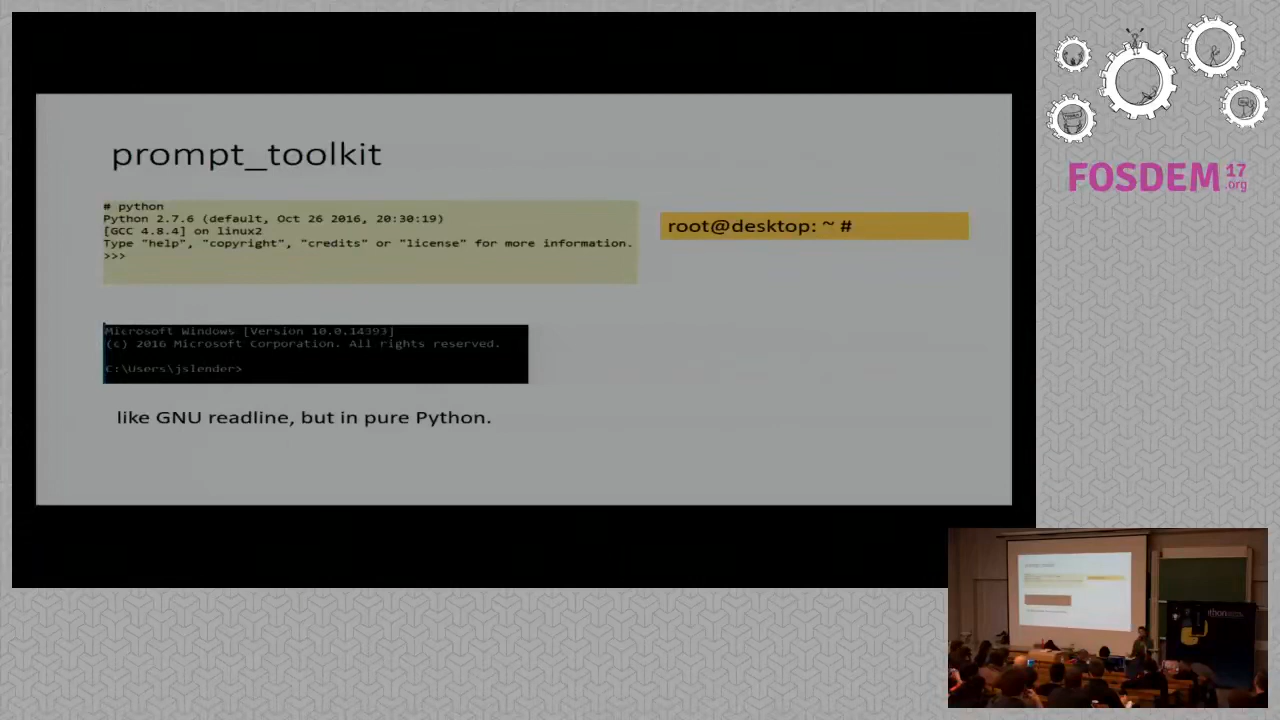 prompt_toolkit
# python
Python 2.7.6 (default, Oct 26 2016, 20:30:19)
[GCC 4.8.4] on linux2
Type "help", "copyright", "credits" or "license" for more information.
>>>
root@desktop: ~ #
Microsoft Windows [Version 10.0.14393]
(c) 2016 Microsoft Corporation. All rights reserved.
C:\Users\jslender>
like GNU readline, but in pure Python.
FOSDEM 17
.org